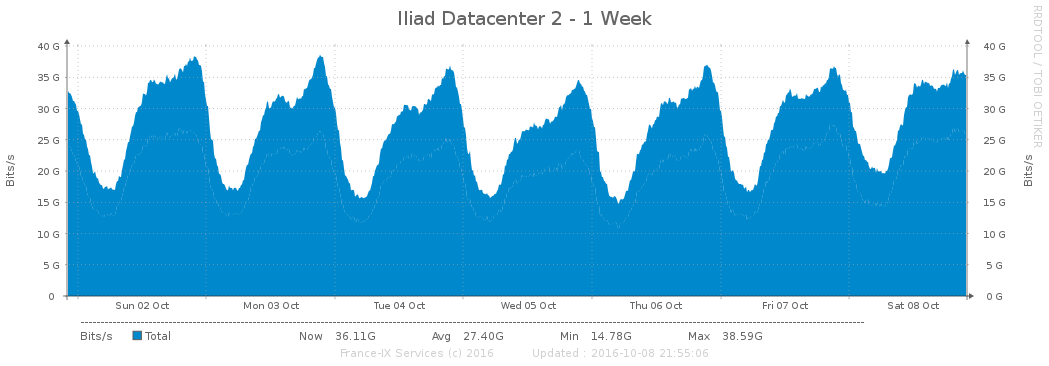 Iliad Datacenter 2 - 1 Week
RRDTOOL / TOBI OETIKER
Bits/s
40 G 40 G
35 G 35 G
30 G 30 G
25 G 25 G
20 G 20 G
15 G 15 G
10 G 10 G
5 G 5 G
0 0 G
Bits/s
Sun 02 Oct Mon 03 Oct Tue 04 Oct Wed 05 Oct Thu 06 Oct Fri 07 Oct Sat 08 Oct
Bits/s Total Now 36.11G Avg 27.40G Min 14.78G Max 38.59G
France-IX Services (c) 2016 Updated : 2016-10-08 21:55:06